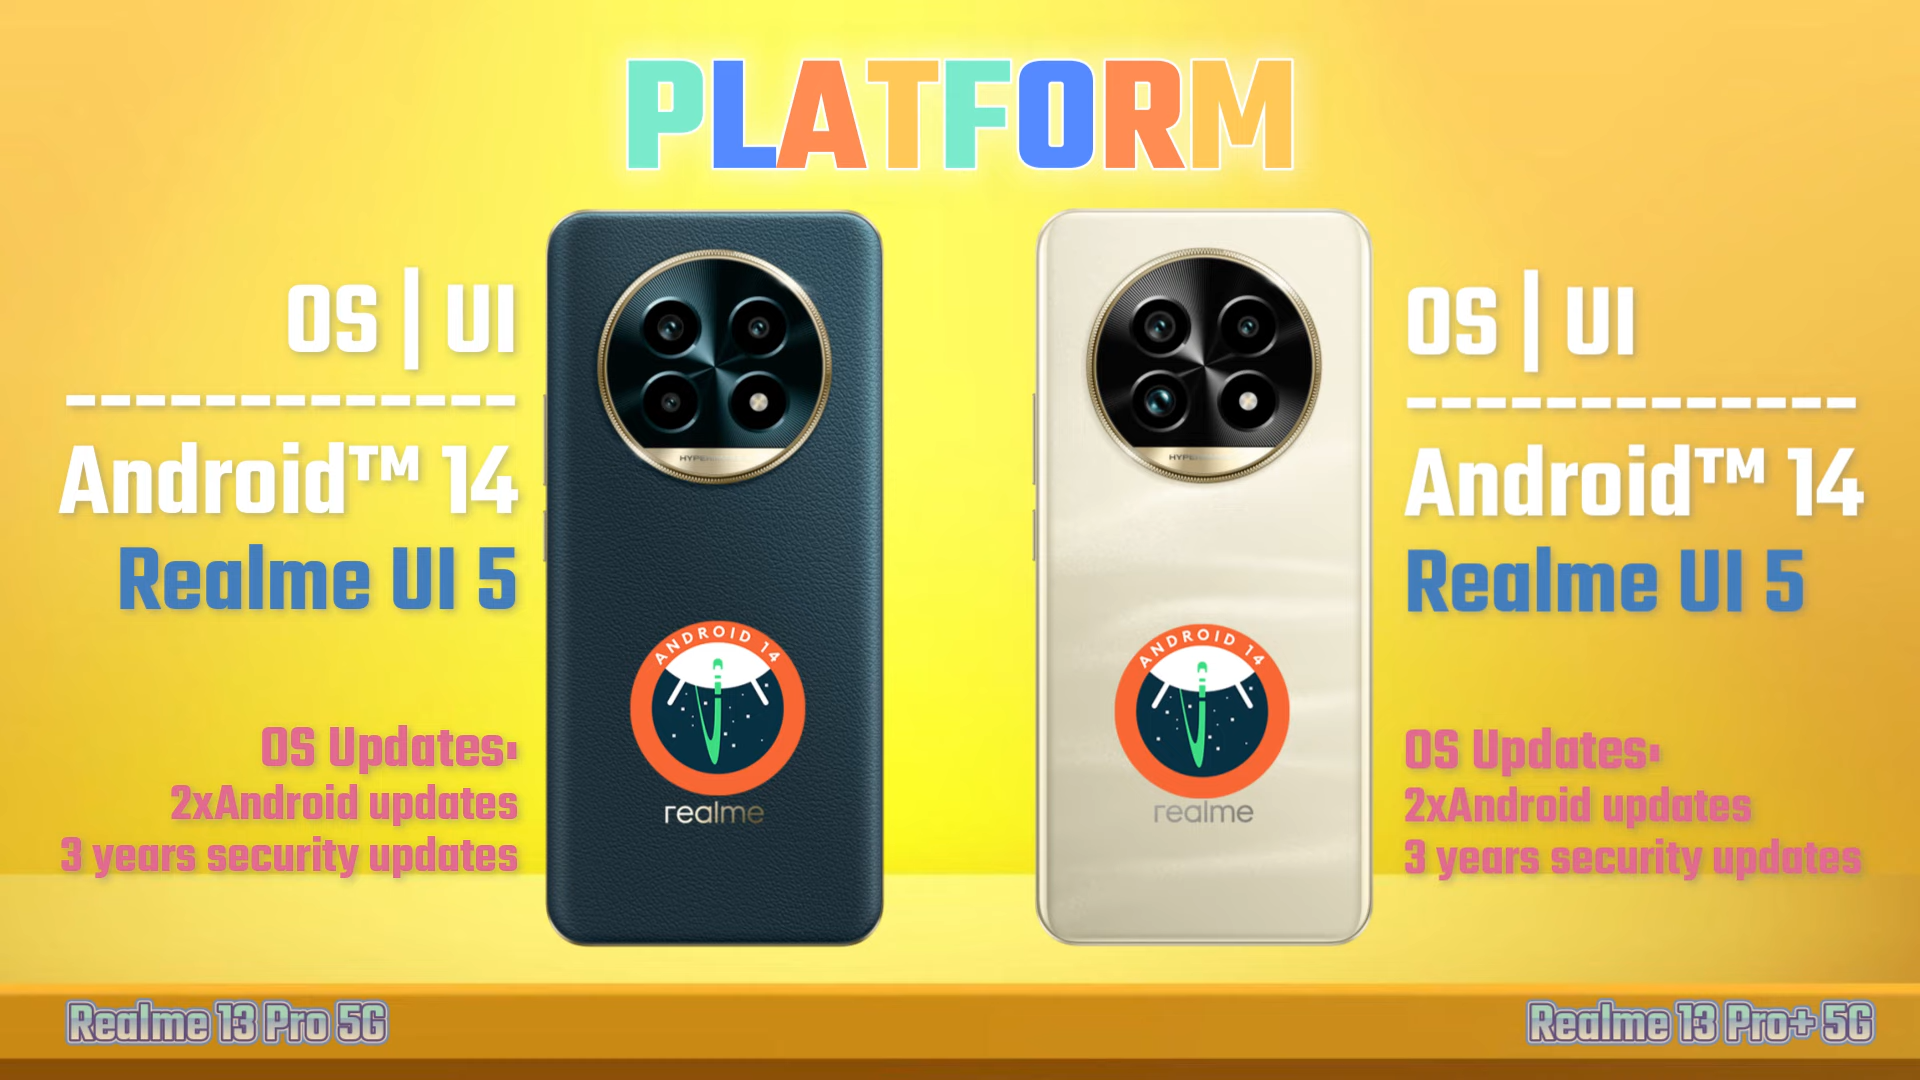 PLATFORM
OS | UI
-------------
Android™ 14
Realme UI 5
OS Updates:
2xAndroid updates
3 years security updates
ANDROID 14
realme
ANDROID 14
realme
OS | UI
-------------
Android™ 14
Realme UI 5
OS Updates:
2xAndroid updates
3 years security updates
Realme 13 Pro 5G
Realme 13 Pro+ 5G